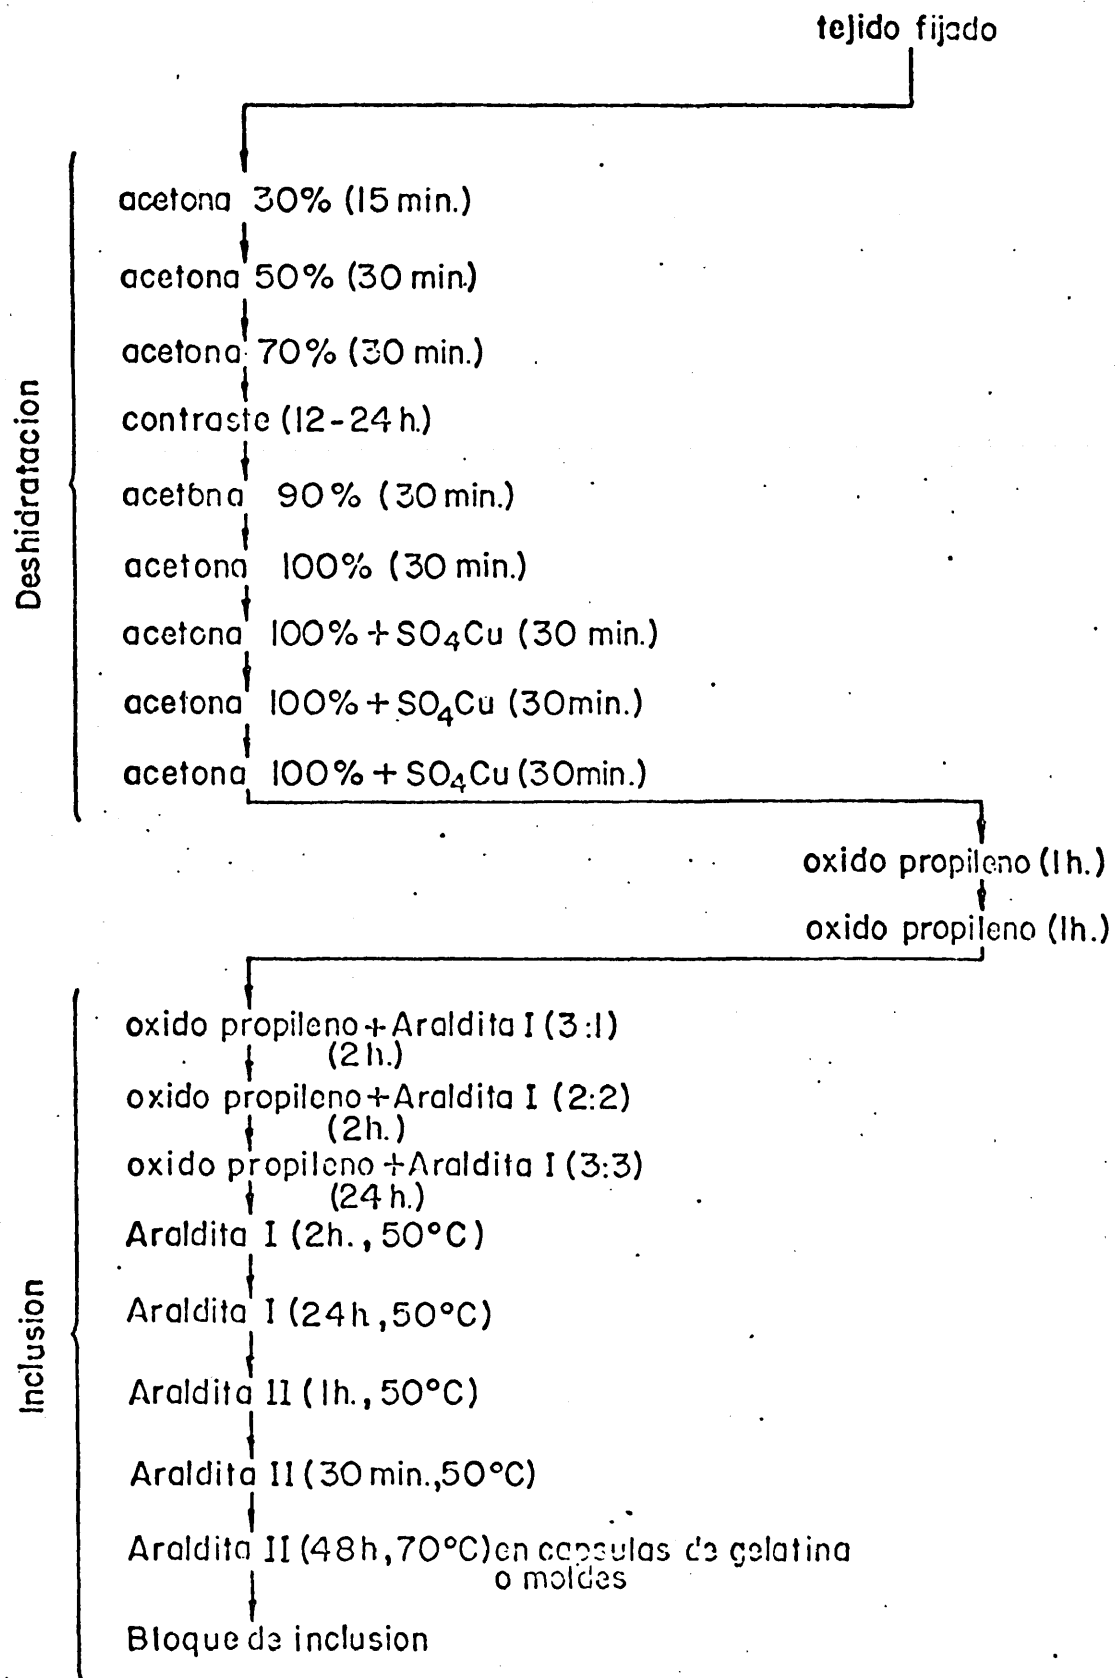 tejido fijado
Deshidratacion
acetona 30% (15 min.)
acetona 50% (30 min.)
acetona 70% (30 min.)
contraste (12-24 h.)
acetona 90% (30 min.)
acetona 100% (30 min.)
acetona 100% + SO₄Cu (30 min.)
acetona 100% + SO₄Cu (30 min.)
acetona 100% + SO₄Cu (30 min.)
oxido propileno (1h.)
oxido propileno (1h.)
Inclusion
oxido propileno + Araldita I (3:1)
(2h.)
oxido propileno + Araldita I (2:2)
(2h.)
oxido propileno + Araldita I (3:3)
(24 h.)
Araldita I (2h., 50°C)
Araldita I (24h, 50°C)
Araldita II (1h., 50°C)
Araldita II (30 min., 50°C)
Araldita II (48h, 70°C) en capsulas de gelatina
o moldes
Bloque de inclusion